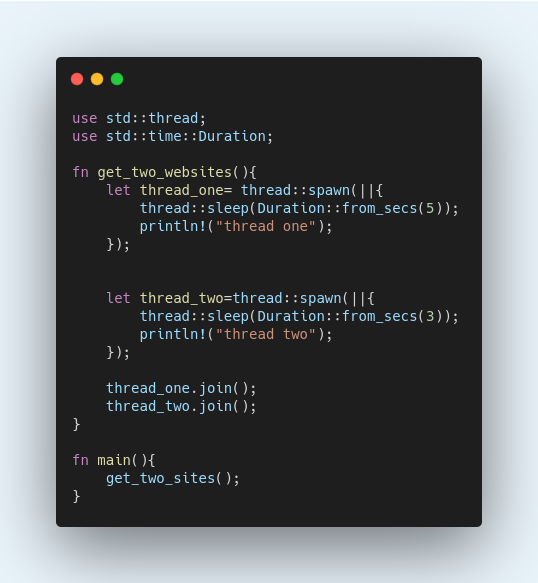 use std::thread;
use std::time::Duration;
fn get_two_websites(){
    let thread_one= thread::spawn(||{
        thread::sleep(Duration::from_secs(5));
        println!("thread one");
    });
    let thread_two=thread::spawn(||{
        thread::sleep(Duration::from_secs(3));
        println!("thread two");
    });
    thread_one.join();
    thread_two.join();
}
fn main(){
    get_two_sites();
}